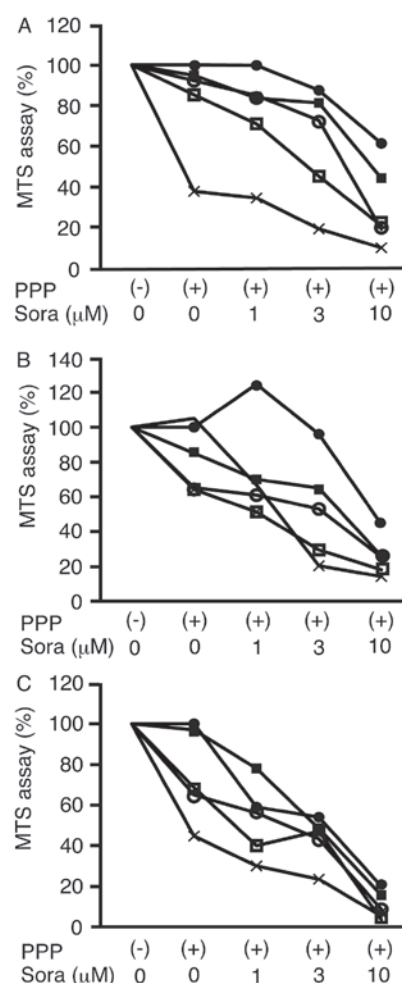 A
120
100
80
60
40
20
0
MTS assay (%)
PPP (-) (+) (+) (+) (+)
Sora (μM) 0 0 1 3 10
B
140
120
100
80
60
40
20
0
MTS assay (%)
PPP (-) (+) (+) (+) (+)
Sora (μM) 0 0 1 3 10
C
120
100
80
60
40
20
0
MTS assay (%)
PPP (-) (+) (+) (+) (+)
Sora (μM) 0 0 1 3 10